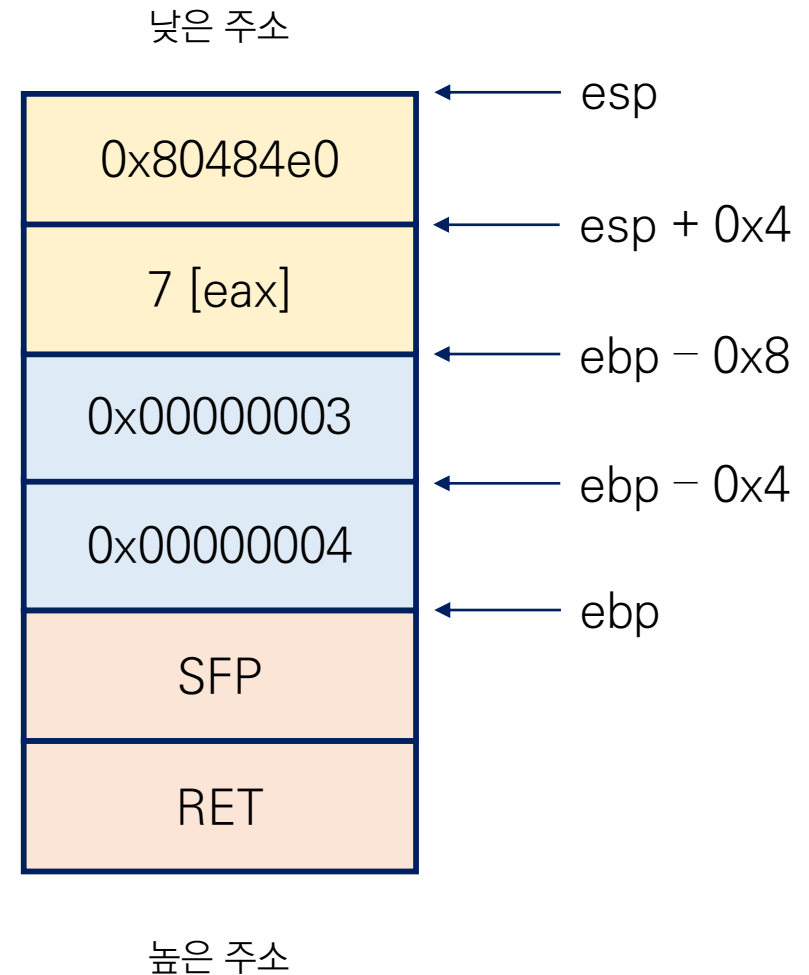 낮은 주소
esp
0x80484e0
esp + 0x4
7 [eax]
ebp - 0x8
0x00000003
ebp - 0x4
0x00000004
ebp
SFP
RET
높은 주소